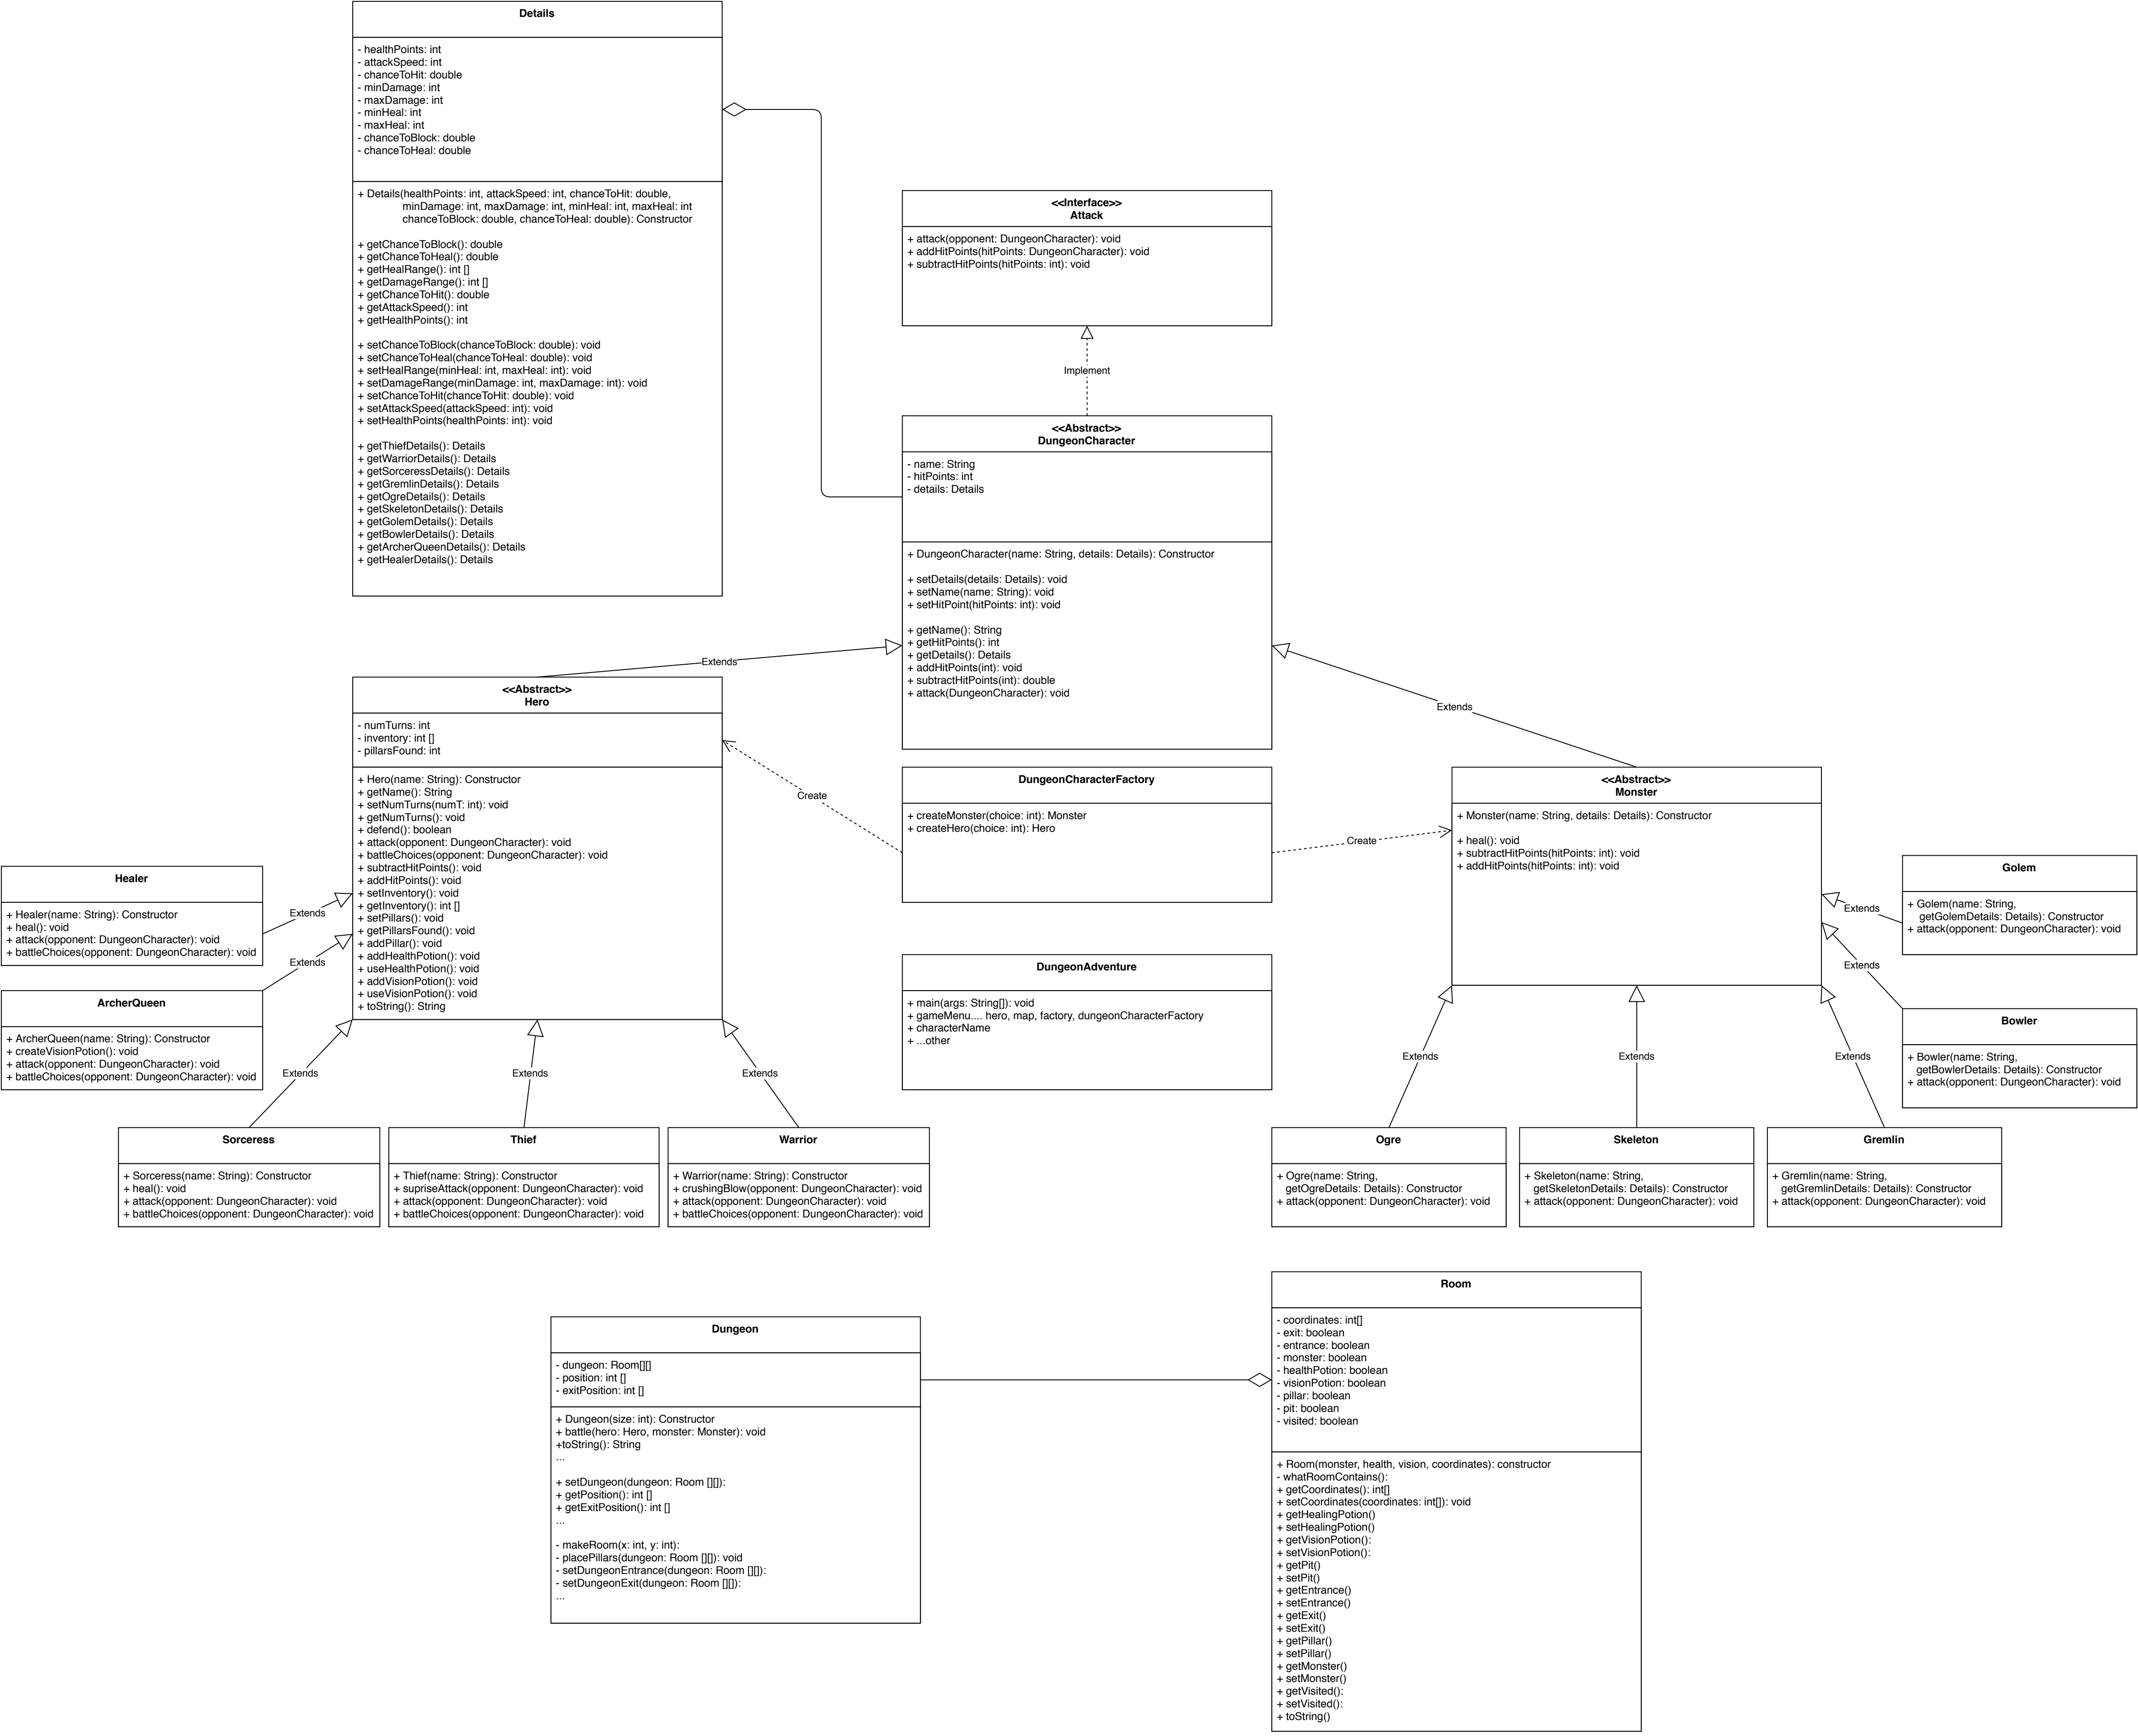 Details
- healthPoints: int
- attackSpeed: int
- chanceToHit: double
- minDamage: int
- maxDamage: int
- minHeal: int
- maxHeal: int
- chanceToBlock: double
- chanceToHeal: double
+ Details(healthPoints: int, attackSpeed: int, chanceToHit: double,
minDamage: int, maxDamage: int, minHeal: int, maxHeal: int
chanceToBlock: double, chanceToHeal: double): Constructor
+ getChanceToBlock(): double
+ getChanceToHeal(): double
+ getHealRange(): int []
+ getDamageRange(): int []
+ getChanceToHit(): double
+ getAttackSpeed(): int
+ getHealthPoints(): int
+ setChanceToBlock(chanceToBlock: double): void
+ setChanceToHeal(chanceToHeal: double): void
+ setHealRange(minHeal: int, maxHeal: int): void
+ setDamageRange(minDamage: int, maxDamage: int): void
+ setChanceToHit(chanceToHit: double): void
+ setAttackSpeed(attackSpeed: int): void
+ setHealthPoints(healthPoints: int): void
+ getThiefDetails(): Details
+ getWarriorDetails(): Details
+ getSorceressDetails(): Details
+ getGremlinDetails(): Details
+ getOgreDetails(): Details
+ getSkeletonDetails(): Details
+ getGolemDetails(): Details
+ getBowlerDetails(): Details
+ getArcherQueenDetails(): Details
+ getHealerDetails(): Details
<<Interface>>
Attack
+ attack(opponent: DungeonCharacter): void
+ addHitPoints(hitPoints: DungeonCharacter): void
+ subtractHitPoints(hitPoints: int): void
Implement
<<Abstract>>
DungeonCharacter
- name: String
- hitPoints: int
- details: Details
+ DungeonCharacter(name: String, details: Details): Constructor
+ setDetails(details: Details): void
+ setName(name: String): void
+ setHitPoint(hitPoints: int): void
+ getName(): String
+ getHitPoints(): int
+ getDetails(): Details
+ addHitPoints(int): void
+ subtractHitPoints(int): double
+ attack(DungeonCharacter): void
Extends
Extends
<<Abstract>>
Hero
- numTurns: int
- inventory: int []
- pillarsFound: int
+ Hero(name: String): Constructor
+ getName(): String
+ setNumTurns(numT: int): void
+ getNumTurns(): void
+ defend(): boolean
+ attack(opponent: DungeonCharacter): void
+ battleChoices(opponent: DungeonCharacter): void
+ subtractHitPoints(): void
+ addHitPoints(): void
+ setInventory(): void
+ getInventory(): int []
+ setPillars(): void
+ getPillarsFound(): void
+ addPillar(): void
+ addHealthPotion(): void
+ useHealthPotion(): void
+ addVisionPotion(): void
+ useVisionPotion(): void
+ toString(): String
Create
DungeonCharacterFactory
+ createMonster(choice: int): Monster
+ createHero(choice: int): Hero
Create
<<Abstract>>
Monster
+ Monster(name: String, details: Details): Constructor
+ heal(): void
+ subtractHitPoints(hitPoints: int): void
+ addHitPoints(hitPoints: int): void
Healer
+ Healer(name: String): Constructor
+ heal(): void
+ attack(opponent: DungeonCharacter): void
+ battleChoices(opponent: DungeonCharacter): void
Extends
Extends
ArcherQueen
+ ArcherQueen(name: String): Constructor
+ createVisionPotion(): void
+ attack(opponent: DungeonCharacter): void
+ battleChoices(opponent: DungeonCharacter): void
DungeonAdventure
+ main(args: String[]): void
+ gameMenu.... hero, map, factory, dungeonCharacterFactory
+ characterName
+ ...other
Golem
+ Golem(name: String,
getGolemDetails: Details): Constructor
+ attack(opponent: DungeonCharacter): void
Extends
Extends
Bowler
+ Bowler(name: String,
getBowlerDetails: Details): Constructor
+ attack(opponent: DungeonCharacter): void
Extends
Extends
Extends
Extends
Extends
Extends
Sorceress
+ Sorceress(name: String): Constructor
+ heal(): void
+ attack(opponent: DungeonCharacter): void
+ battleChoices(opponent: DungeonCharacter): void
Thief
+ Thief(name: String): Constructor
+ supriseAttack(opponent: DungeonCharacter): void
+ attack(opponent: DungeonCharacter): void
+ battleChoices(opponent: DungeonCharacter): void
Warrior
+ Warrior(name: String): Constructor
+ crushingBlow(opponent: DungeonCharacter): void
+ attack(opponent: DungeonCharacter): void
+ battleChoices(opponent: DungeonCharacter): void
Ogre
+ Ogre(name: String,
getOgreDetails: Details): Constructor
+ attack(opponent: DungeonCharacter): void
Skeleton
+ Skeleton(name: String,
getSkeletonDetails: Details): Constructor
+ attack(opponent: DungeonCharacter): void
Gremlin
+ Gremlin(name: String,
getGremlinDetails: Details): Constructor
+ attack(opponent: DungeonCharacter): void
Dungeon
- dungeon: Room[][]
- position: int []
- exitPosition: int []
+ Dungeon(size: int): Constructor
+ battle(hero: Hero, monster: Monster): void
+toString(): String
...
+ setDungeon(dungeon: Room [][]):
+ getPosition(): int []
+ getExitPosition(): int []
...
- makeRoom(x: int, y: int):
- placePillars(dungeon: Room [][]): void
- setDungeonEntrance(dungeon: Room [][]):
- setDungeonExit(dungeon: Room [][]):
...
Room
- coordinates: int[]
- exit: boolean
- entrance: boolean
- monster: boolean
- healthPotion: boolean
- visionPotion: boolean
- pillar: boolean
- pit: boolean
- visited: boolean
+ Room(monster, health, vision, coordinates): constructor
- whatRoomContains():
+ getCoordinates(): int[]
+ setCoordinates(coordinates: int[]): void
+ getHealingPotion()
+ setHealingPotion()
+ getVisionPotion():
+ setVisionPotion():
+ getPit()
+ setPit()
+ getEntrance()
+ setEntrance()
+ getExit()
+ setExit()
+ getPillar()
+ setPillar()
+ getMonster()
+ setMonster()
+ getVisited():
+ setVisited():
+ toString()